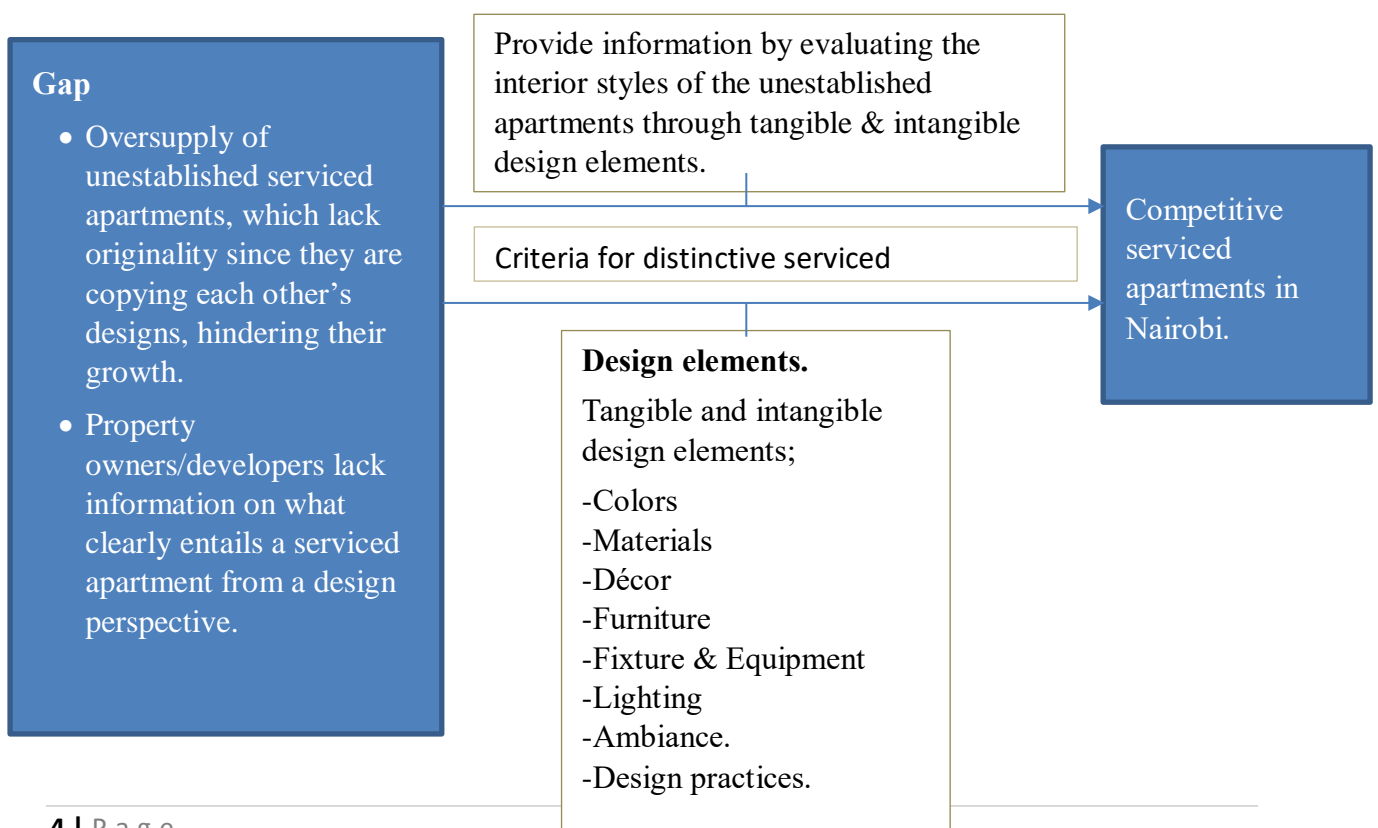 Gap
• Oversupply of
unestablished serviced
apartments, which lack
originality since they are
copying each other’s
designs, hindering their
growth.
• Property
owners/developers lack
information on what
clearly entails a serviced
apartment from a design
perspective.
Provide information by evaluating the
interior styles of the unestablished
apartments through tangible & intangible
design elements.
Criteria for distinctive serviced
Design elements.
Tangible and intangible
design elements;
-Colors
-Materials
-Décor
-Furniture
-Fixture & Equipment
-Lighting
-Ambiance.
-Design practices.
Competitive
serviced
apartments in
Nairobi.
4 | P a g e